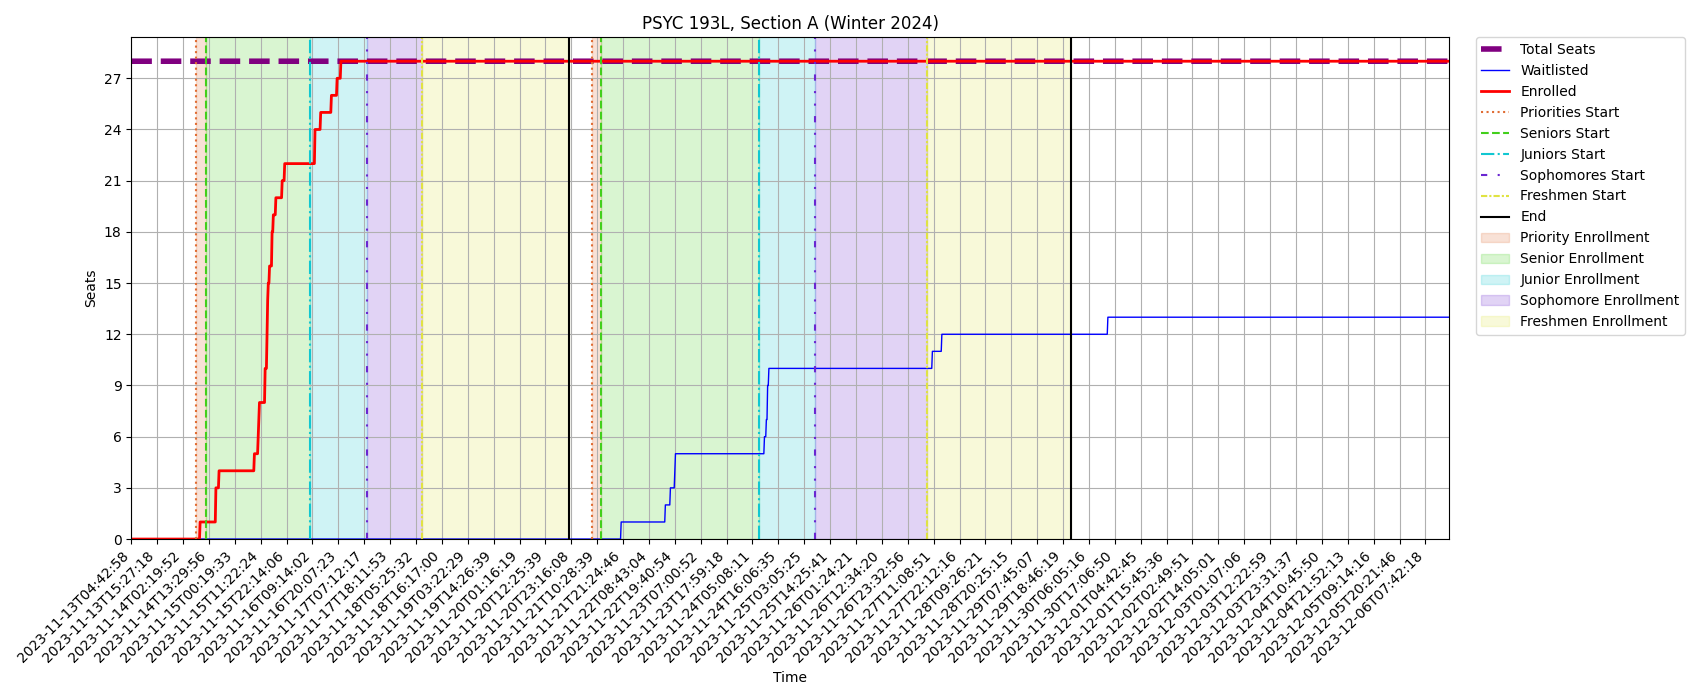 PSYC 193L, Section A (Winter 2024)
Total Seats
Waitlisted
Enrolled
Priorities Start
Seniors Start
Juniors Start
Sophomores Start
Freshmen Start
End
Priority Enrollment
Senior Enrollment
Junior Enrollment
Sophomore Enrollment
Freshmen Enrollment
Seats
27
24
21
18
15
12
9
6
3
0
2023-11-13T04:42:58
2023-11-13T15:27:18
2023-11-14T02:19:52
2023-11-14T13:29:56
2023-11-15T00:19:33
2023-11-15T11:22:24
2023-11-15T22:14:06
2023-11-16T09:14:02
2023-11-16T20:07:23
2023-11-17T07:12:17
2023-11-17T18:11:53
2023-11-18T05:25:32
2023-11-18T16:17:00
2023-11-19T03:22:29
2023-11-19T14:26:39
2023-11-20T01:16:19
2023-11-20T12:25:39
2023-11-20T23:16:08
2023-11-21T10:28:39
2023-11-21T21:24:46
2023-11-22T08:43:04
2023-11-22T19:40:54
2023-11-23T07:00:52
2023-11-23T17:59:18
2023-11-24T05:08:11
2023-11-24T16:06:35
2023-11-25T03:05:25
2023-11-25T14:25:41
2023-11-26T01:24:21
2023-11-26T12:34:20
2023-11-26T23:32:56
2023-11-27T11:08:51
2023-11-27T22:12:16
2023-11-28T09:26:21
2023-11-28T20:25:15
2023-11-29T07:45:07
2023-11-29T18:46:19
2023-11-30T06:05:16
2023-11-30T17:06:50
2023-12-01T04:42:45
2023-12-01T15:45:36
2023-12-02T02:49:51
2023-12-02T14:05:01
2023-12-03T01:07:06
2023-12-03T12:22:59
2023-12-03T23:31:37
2023-12-04T10:45:50
2023-12-04T21:52:13
2023-12-05T09:14:16
2023-12-05T20:21:46
2023-12-06T07:42:18
Time